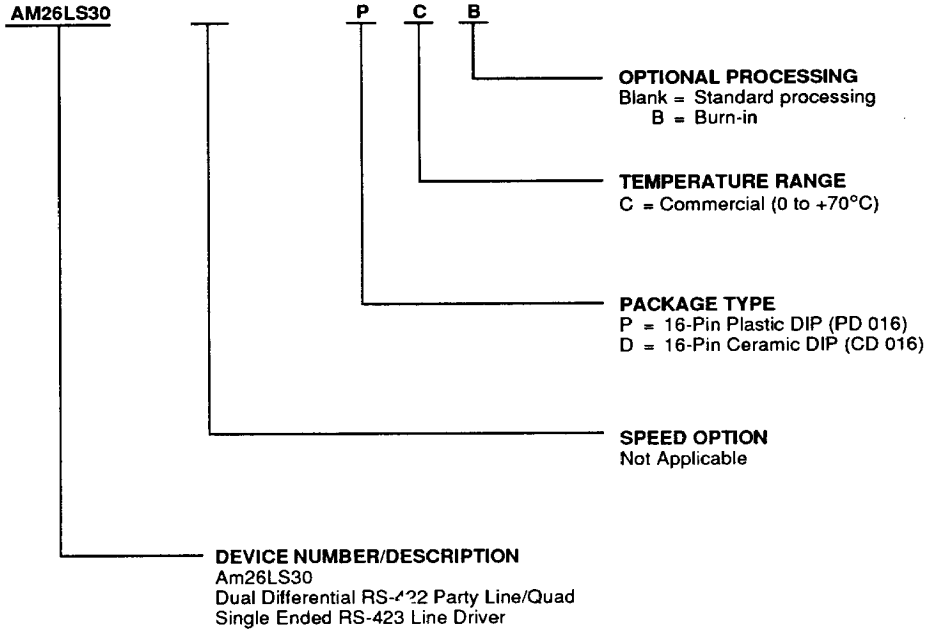 AM26LS30 P C B
OPTIONAL PROCESSING
Blank = Standard processing
B = Burn-in
TEMPERATURE RANGE
C = Commercial (0 to +70°C)
PACKAGE TYPE
P = 16-Pin Plastic DIP (PD 016)
D = 16-Pin Ceramic DIP (CD 016)
SPEED OPTION
Not Applicable
DEVICE NUMBER/DESCRIPTION
Am26LS30
Dual Differential RS-422 Party Line/Quad
Single Ended RS-423 Line Driver